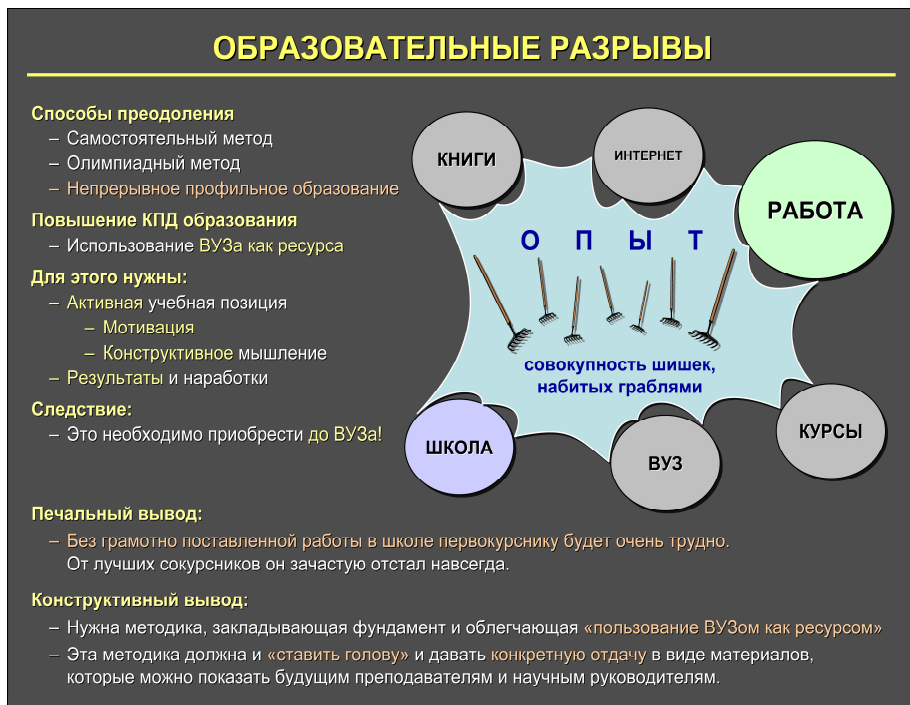 ОБРАЗОВАТЕЛЬНЫЕ РАЗРЫВЫ
Способы преодоления
– Самостоятельный метод
– Олимпиадный метод
– Непрерывное профильное образование
Повышение КПД образования
– Использование ВУЗа как ресурса
Для этого нужны:
– Активная учебная позиция
– Мотивация
– Конструктивное мышление
– Результаты и наработки
Следствие:
– Это необходимо приобрести до ВУЗа!
КНИГИ
ИНТЕРНЕТ
РАБОТА
О П Ы Т
совокупность шишек,
набитых граблями
ШКОЛА
ВУЗ
КУРСЫ
Печальный вывод:
– Без грамотно поставленной работы в школе первокурснику будет очень трудно.
От лучших сокурсников он зачастую отстал навсегда.
Конструктивный вывод:
– Нужна методика, закладывающая фундамент и облегчающая «пользование ВУЗом как ресурсом»
– Эта методика должна и «ставить голову» и давать конкретную отдачу в виде материалов,
которые можно показать будущим преподавателям и научным руководителям.